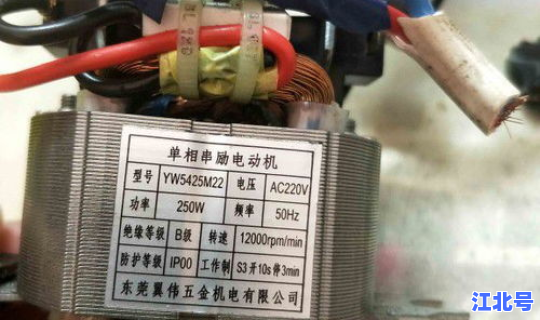 单相串励电动机
型号 YW5425M22 电压 AC220V
功率 250W 频率 50Hz
绝缘等级 B级 转速 12000rpm/min
防护等级 IP00 工作制 S3开10s停3min
东莞翼伟五金机电有限公司
江北号